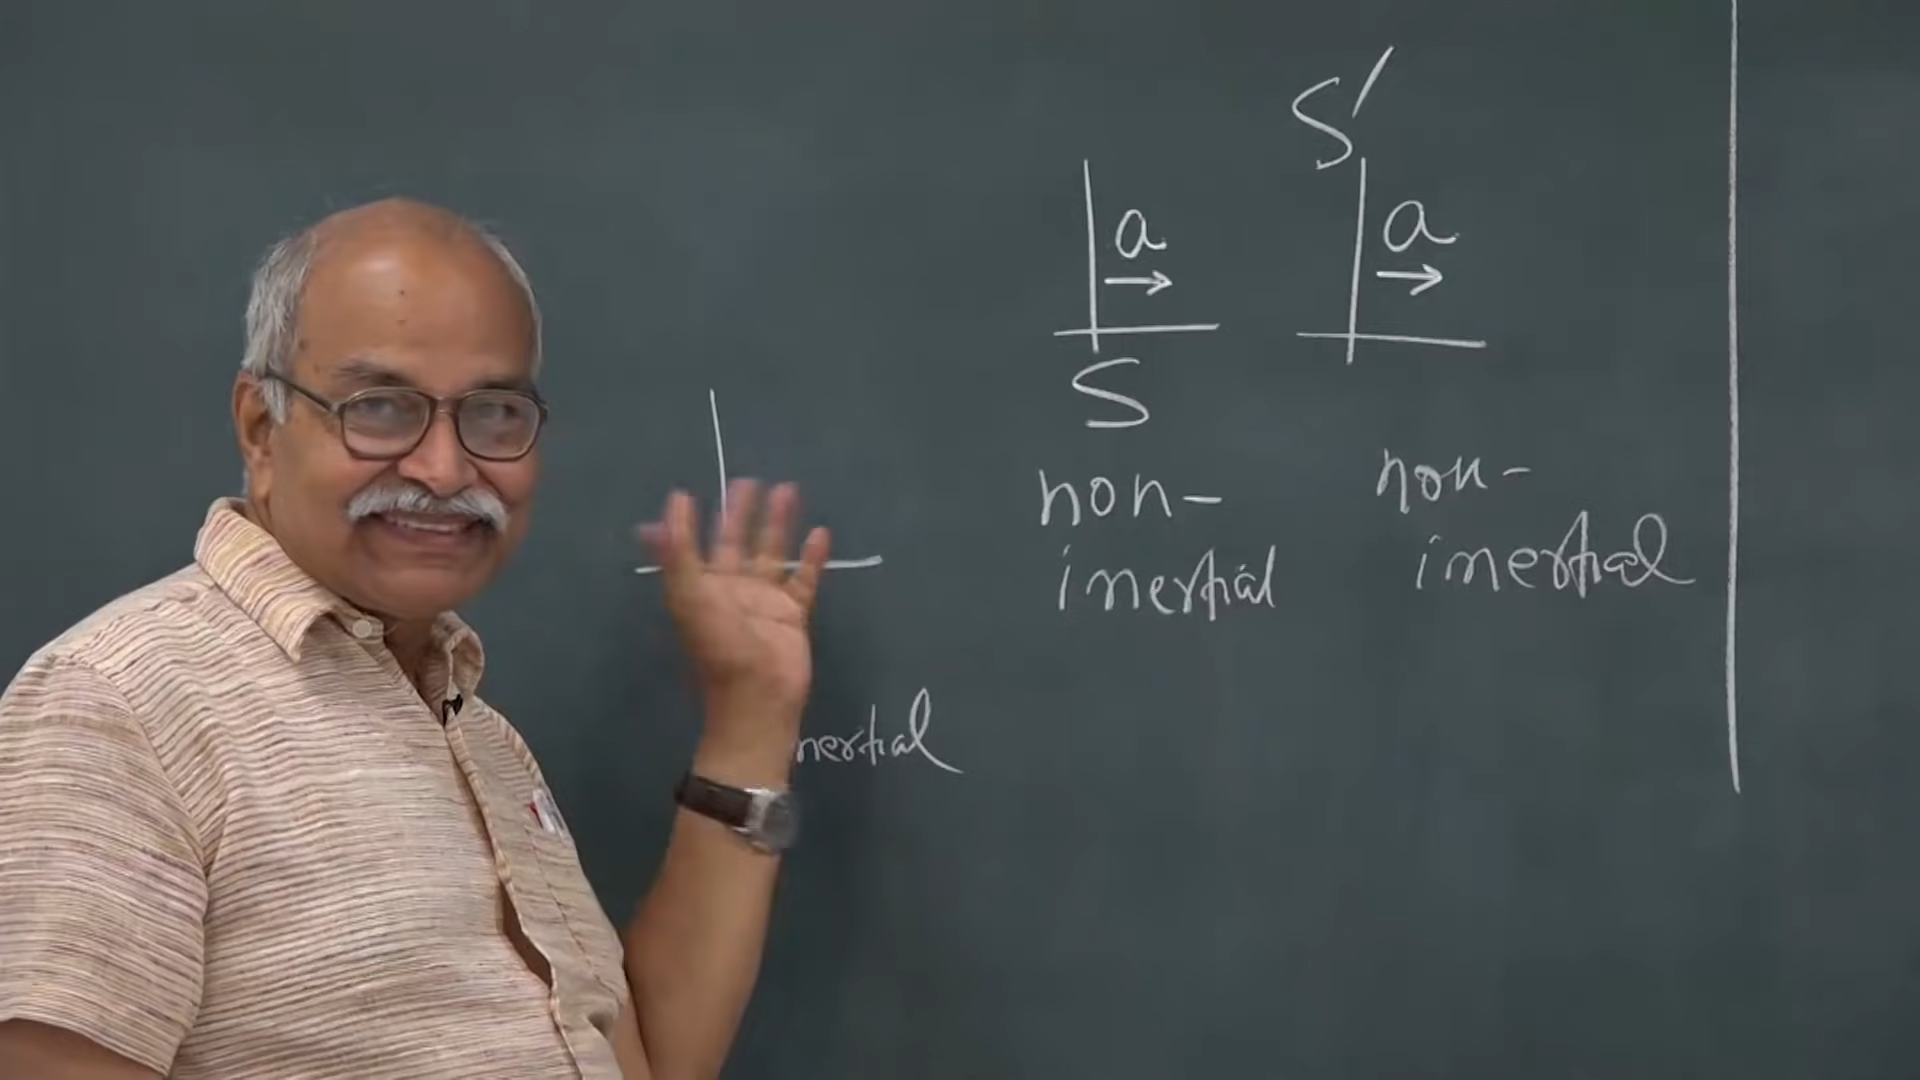 S′
a
a
S
non-
inertial
non-
inertial
nertial